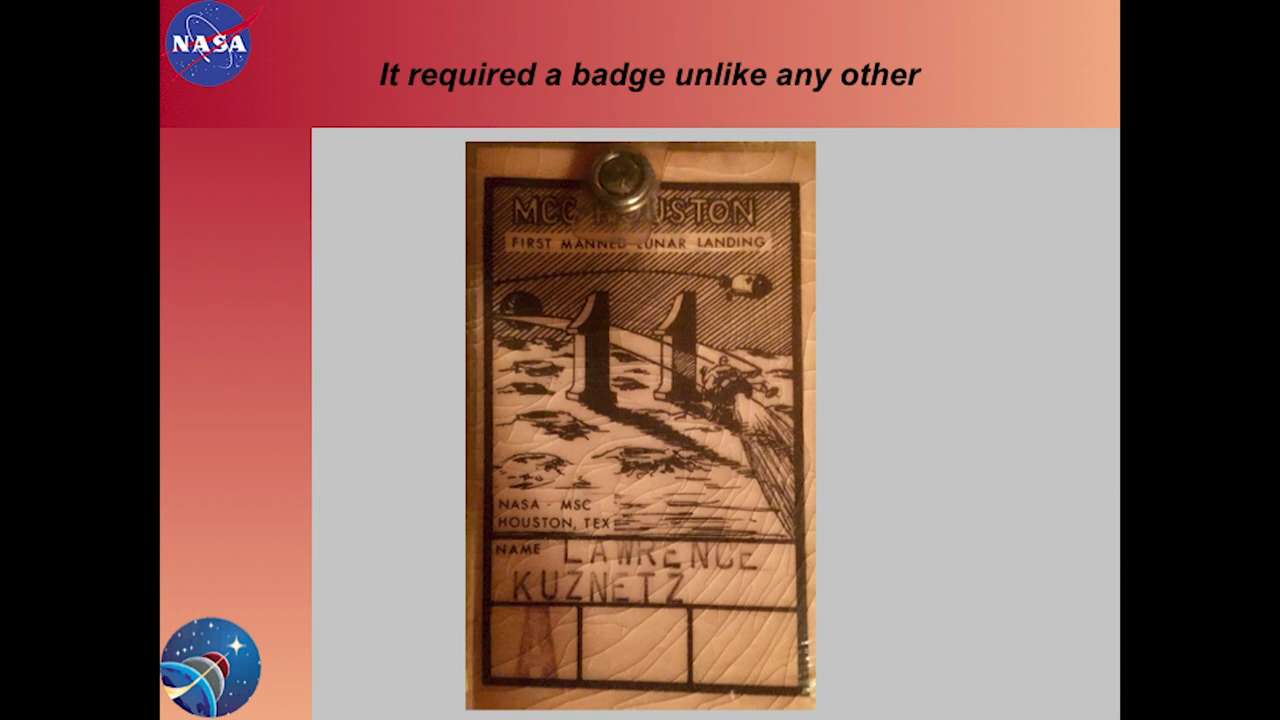 NASA
It required a badge unlike any other
MCC HOUSTON
FIRST MANNED LUNAR LANDING
11
NASA - MSC
HOUSTON, TEX
NAME LAWRENCE
KUZNETZ